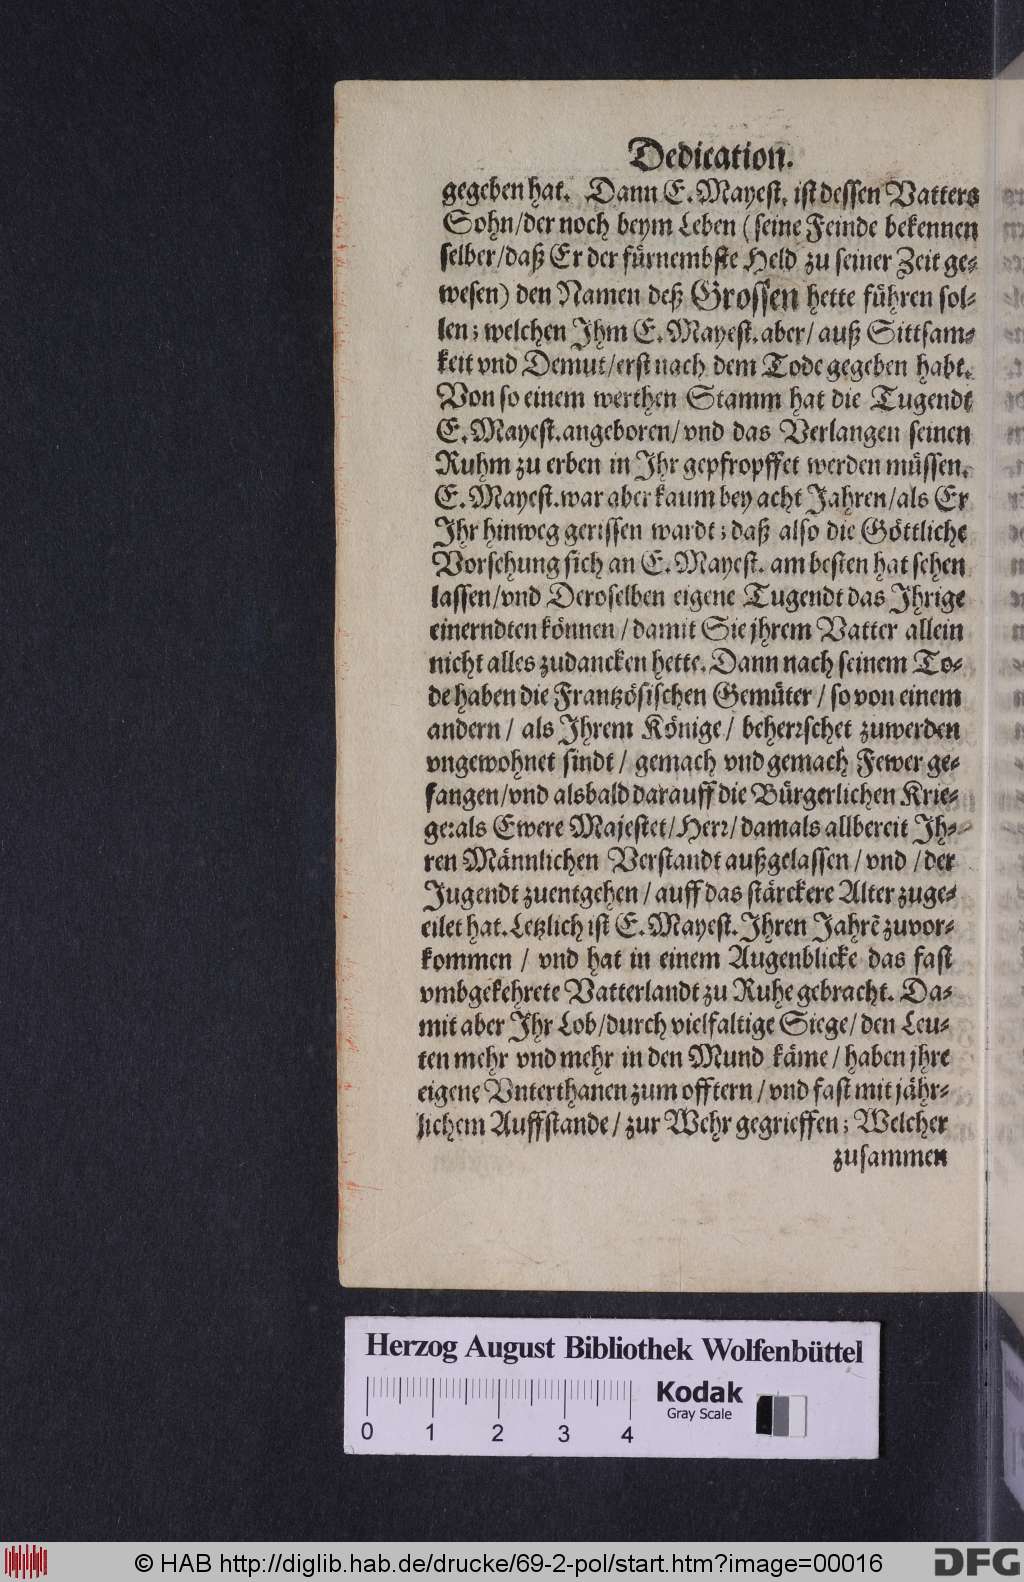 Dedication.
gegeben hat. Dann E. Mayest. ist dessen Vatters
Sohn/der noch beym Leben (seine Feinde bekennen
selber/daß Er der fürnembste Held zu seiner Zeit ge-
wesen) den Namen deß Grossen hette führen sol-
len; welchen Ihm E. Mayest. aber/ auß Sittsam-
keit vnd Demut/erst nach dem Tode gegeben habt.
Von so einem werthen Stamm hat die Tugendt
E. Mayest. angeboren/ vnd das Verlangen seinen
Ruhm zu erben in Ihr gepfropffet werden müssen.
E. Mayest. war aber kaum bey acht Jahren/als Er
Ihr hinweg gerissen wardt; daß also die Göttliche
Vorsehung sich an E. Mayest. am besten hat sehen
lassen/vnd Deroselben eigene Tugendt das Ihrige
einerndten können/ damit Sie jhrem Vatter allein
nicht alles zudancken hette. Dann nach seinem To-
de haben die Frantzösischen Gemüter/ so von einem
andern/ als Ihrem Könige/ beherrschet zuwerden
vngewohnet sindt/ gemach vnd gemach Fewer ge-
fangen/vnd alsbald darauff die Bürgerlichen Krie-
ge: als Ewere Majestet/Herr/damals allbereit Ih-
ren Männlichen Verstandt außgelassen/ vnd/der
Jugendt zuentgehen/ auff das stärckere Alter zuge-
eilet hat. Letzlich ist E. Mayest. Ihren Jahrẽ zuvor-
kommen/ vnd hat in einem Augenblicke das fast
vmbgekehrete Vatterlandt zu Ruhe gebracht. Da-
mit aber Ihr Lob/durch vielfaltige Siege/ den Leu-
ten mehr vnd mehr in den Mund käme/ haben jhre
eigene Vnterthanen zum offtern/ vnd fast mit jähr-
lichem Auffstande/ zur Wehr gegrieffen; Welcher
zusammen
Herzog August Bibliothek Wolfenbüttel
Kodak
Gray Scale
0 1 2 3 4
© HAB http://diglib.hab.de/drucke/69-2-pol/start.htm?image=00016
DFG